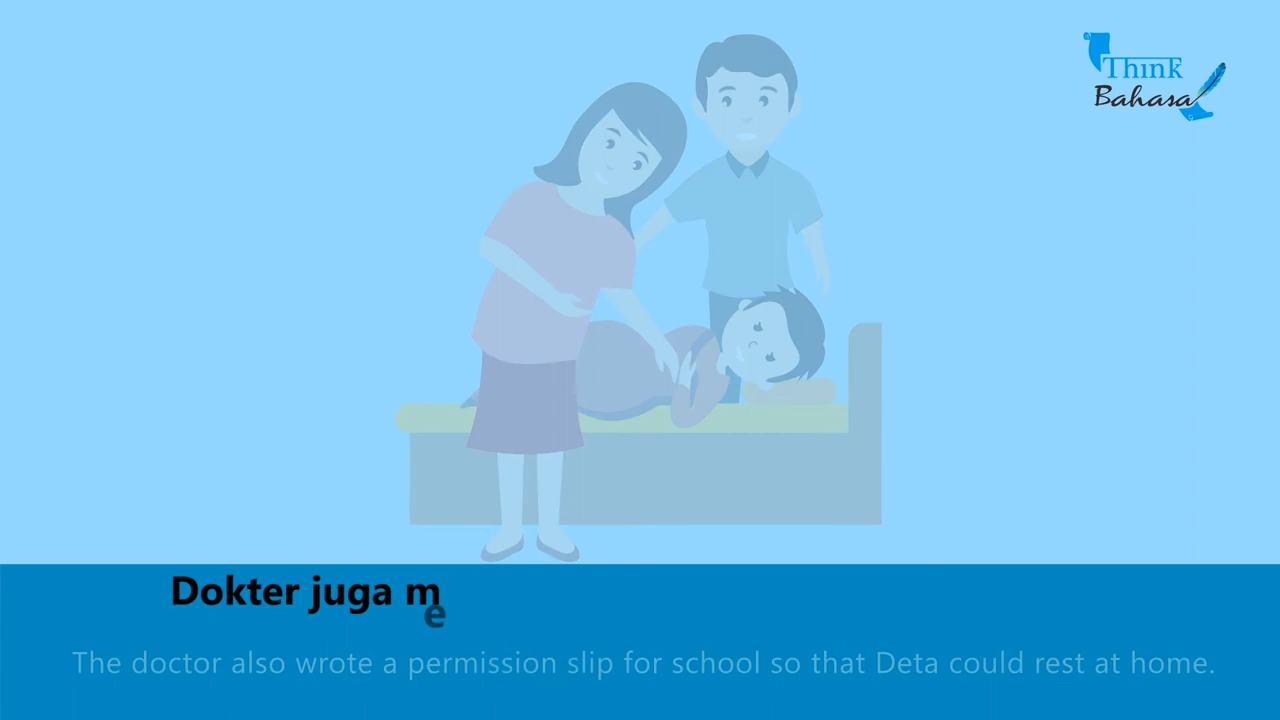 Think
Bahasa
Dokter juga me
The doctor also wrote a permission slip for school so that Deta could rest at home.